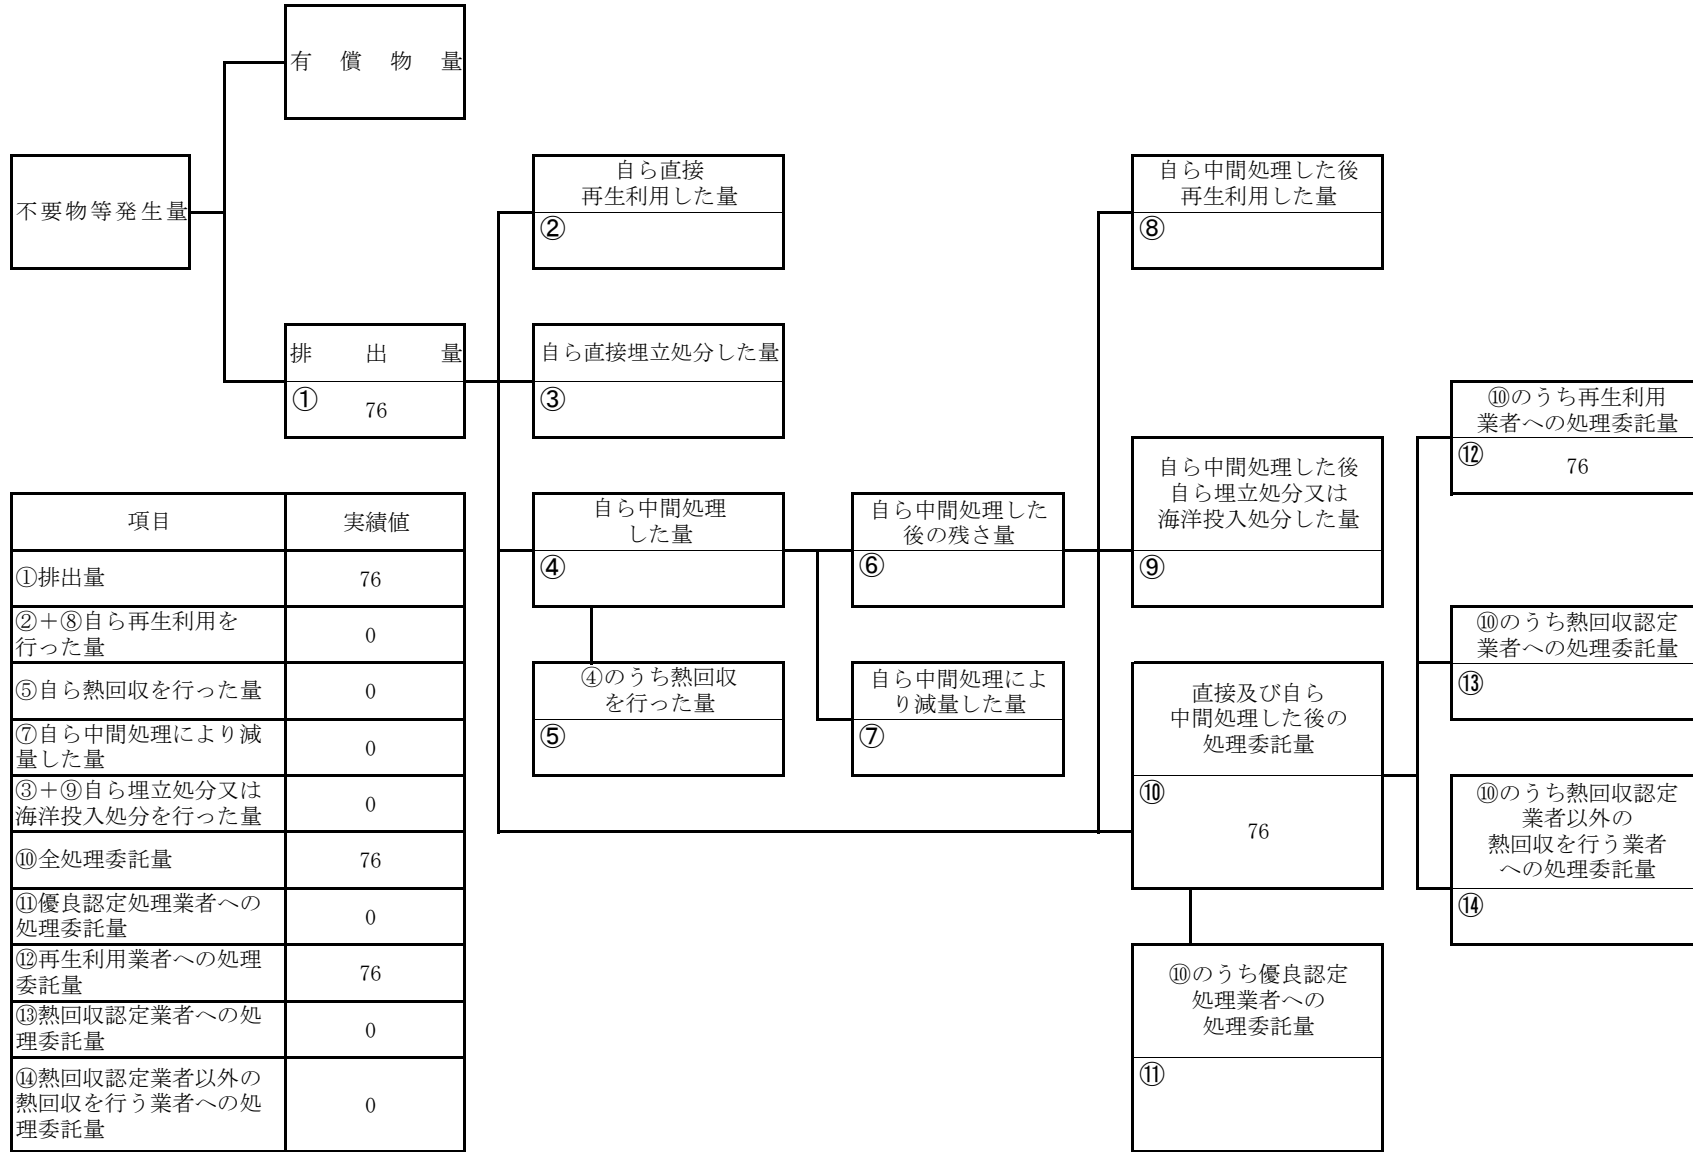 有償物量
不要物等発生量
自ら直接
再生利用した量
②
自ら中間処理した後
再生利用した量
⑧
排出量
① 76
自ら直接埋立処分した量
③
⑩のうち再生利用
業者への処理委託量
⑫ 76
自ら中間処理した後
自ら埋立処分又は
海洋投入処分した量
⑨
自ら中間処理
した量
④
自ら中間処理した
後の残さ量
⑥
⑩のうち熱回収認定
業者への処理委託量
⑬
④のうち熱回収
を行った量
⑤
自ら中間処理によ
り減量した量
⑦
直接及び自ら
中間処理した後の
処理委託量
⑩
76
⑩のうち熱回収認定
業者以外の
熱回収を行う業者
への処理委託量
⑭
⑩のうち優良認定
処理業者への
処理委託量
⑪
項目 実績値
①排出量 76
②+⑧自ら再生利用を
行った量 0
⑤自ら熱回収を行った量 0
⑦自ら中間処理により減
量した量 0
③+⑨自ら埋立処分又は
海洋投入処分を行った量 0
⑩全処理委託量 76
⑪優良認定処理業者への
処理委託量 0
⑫再生利用業者への処理
委託量 76
⑬熱回収認定業者への処
理委託量 0
⑭熱回収認定業者以外の
熱回収を行う業者への処
理委託量 0